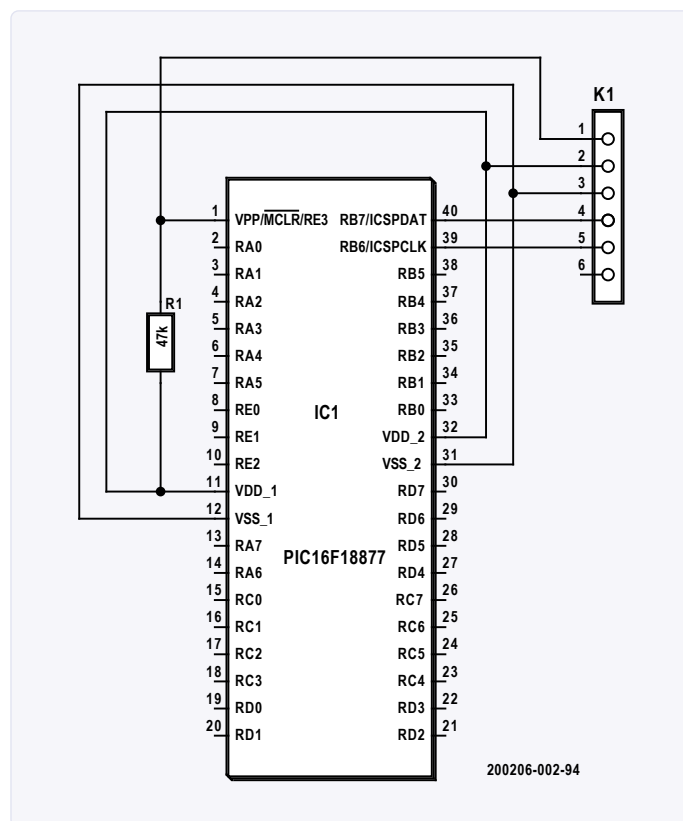 K1
1
2
3
4
5
6
1 VPP/MCLR/RE3 RB7/ICSPDAT 40
2 RA0 RB6/ICSPCLK 39
3 RA1 RB5 38
4 RA2 RB4 37
R1
47k
5 RA3 RB3 36
6 RA4 RB2 35
7 RA5 RB1 34
8 RE0 RB0 33
IC1
9 RE1 VDD_2 32
10 RE2 VSS_2 31
11 VDD_1 RD7 30
12 VSS_1 RD6 29
13 RA7 RD5 28
PIC16F18877
14 RA6 RD4 27
15 RC0 RC7 26
16 RC1 RC6 25
17 RC2 RC5 24
18 RC3 RC4 23
19 RD0 RD3 22
20 RD1 RD2 21
200206-002-94